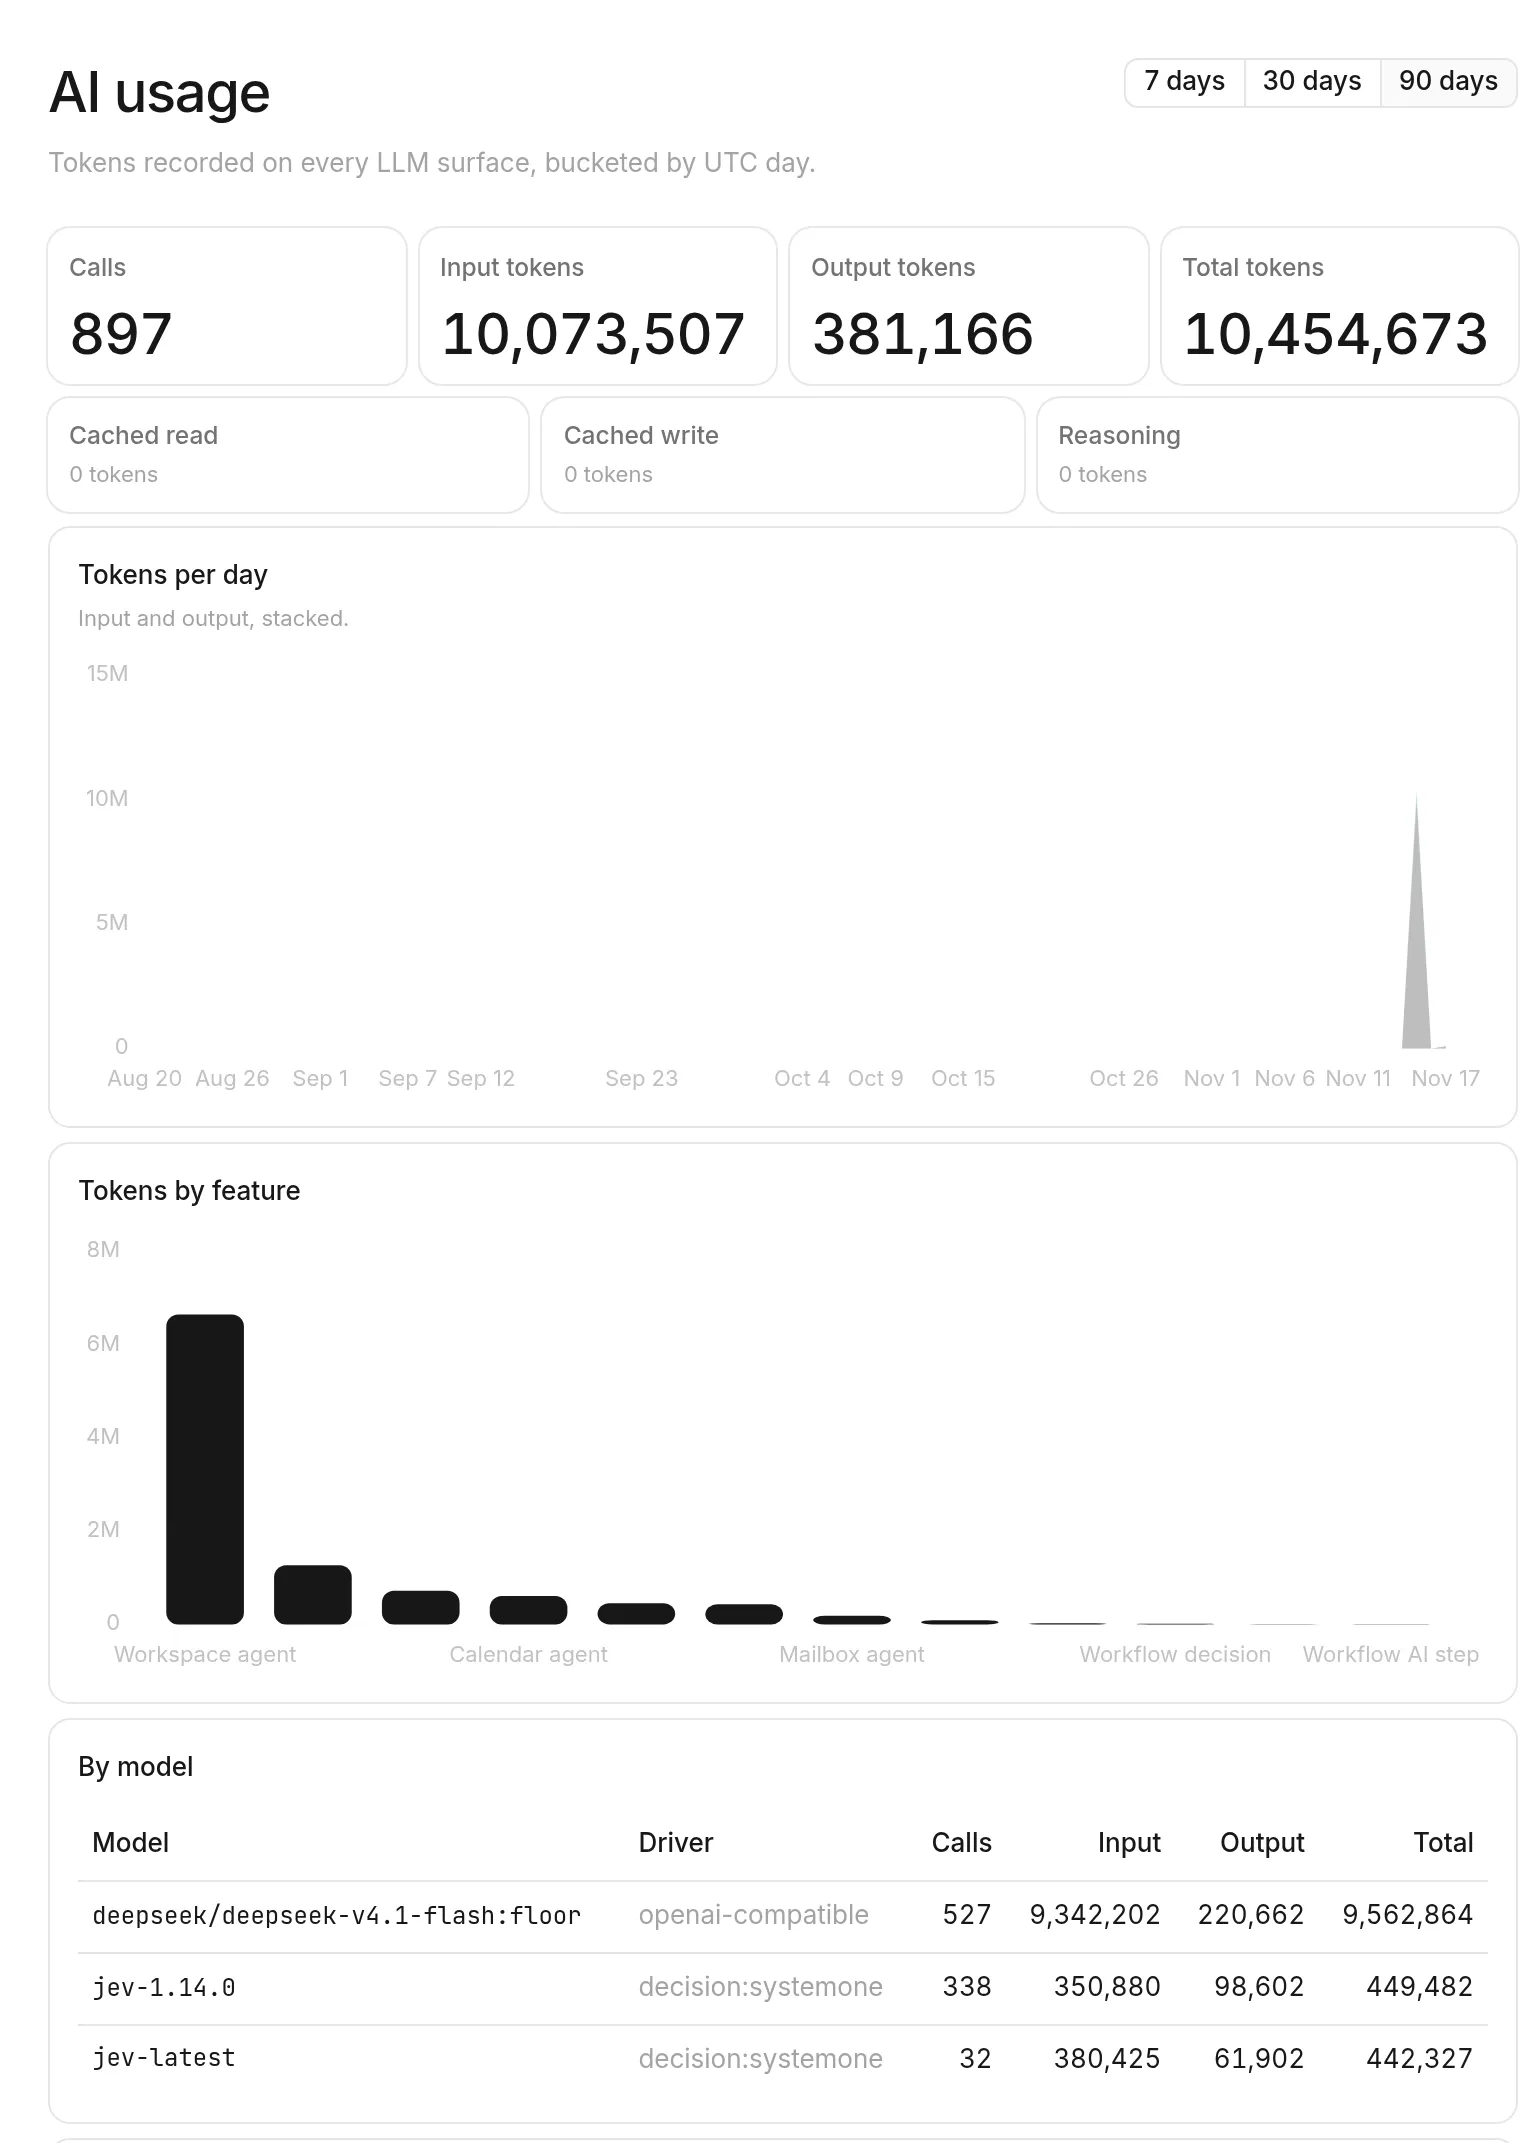 AI usage
7 days 30 days 90 days
Tokens recorded on every LLM surface, bucketed by UTC day.
Calls
897
Input tokens
10,073,507
Output tokens
381,166
Total tokens
10,454,673
Cached read
0 tokens
Cached write
0 tokens
Reasoning
0 tokens
Tokens per day
Input and output, stacked.
15M
10M
5M
0
Aug 20 Aug 26 Sep 1 Sep 7 Sep 12 Sep 23 Oct 4 Oct 9 Oct 15 Oct 26 Nov 1 Nov 6 Nov 11 Nov 17
Tokens by feature
8M
6M
4M
2M
0
Workspace agent Calendar agent Mailbox agent Workflow decision Workflow AI step
By model
Model Driver Calls Input Output Total
deepseek/deepseek-v4.1-flash:floor openai-compatible 527 9,342,202 220,662 9,562,864
jev-1.14.0 decision:systemone 338 350,880 98,602 449,482
jev-latest decision:systemone 32 380,425 61,902 442,327